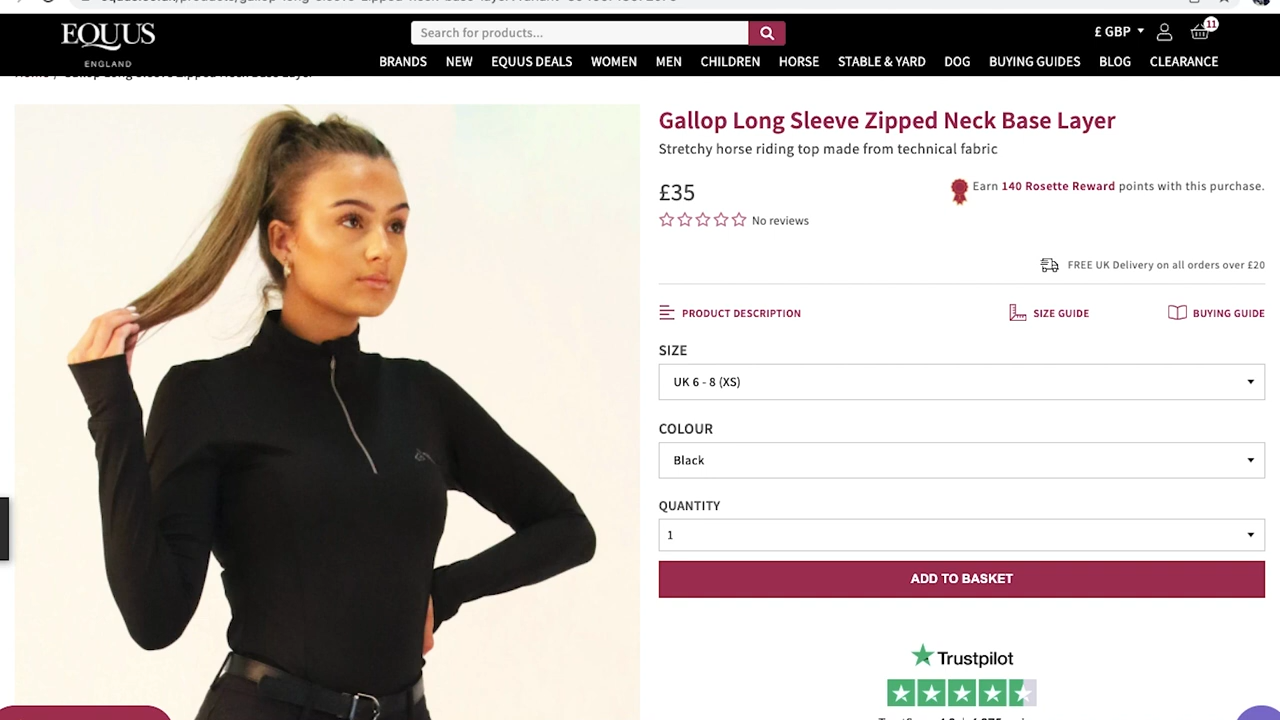 EQUUS
ENGLAND
Search for products...
£ GBP
11
BRANDS NEW EQUUS DEALS WOMEN MEN CHILDREN HORSE STABLE & YARD DOG BUYING GUIDES BLOG CLEARANCE
Gallop Long Sleeve Zipped Neck Base Layer
Stretchy horse riding top made from technical fabric
£35
Earn 140 Rosette Reward points with this purchase.
No reviews
FREE UK Delivery on all orders over £20
PRODUCT DESCRIPTION
SIZE GUIDE
BUYING GUIDE
SIZE
UK 6 - 8 (XS)
COLOUR
Black
QUANTITY
1
ADD TO BASKET
Trustpilot